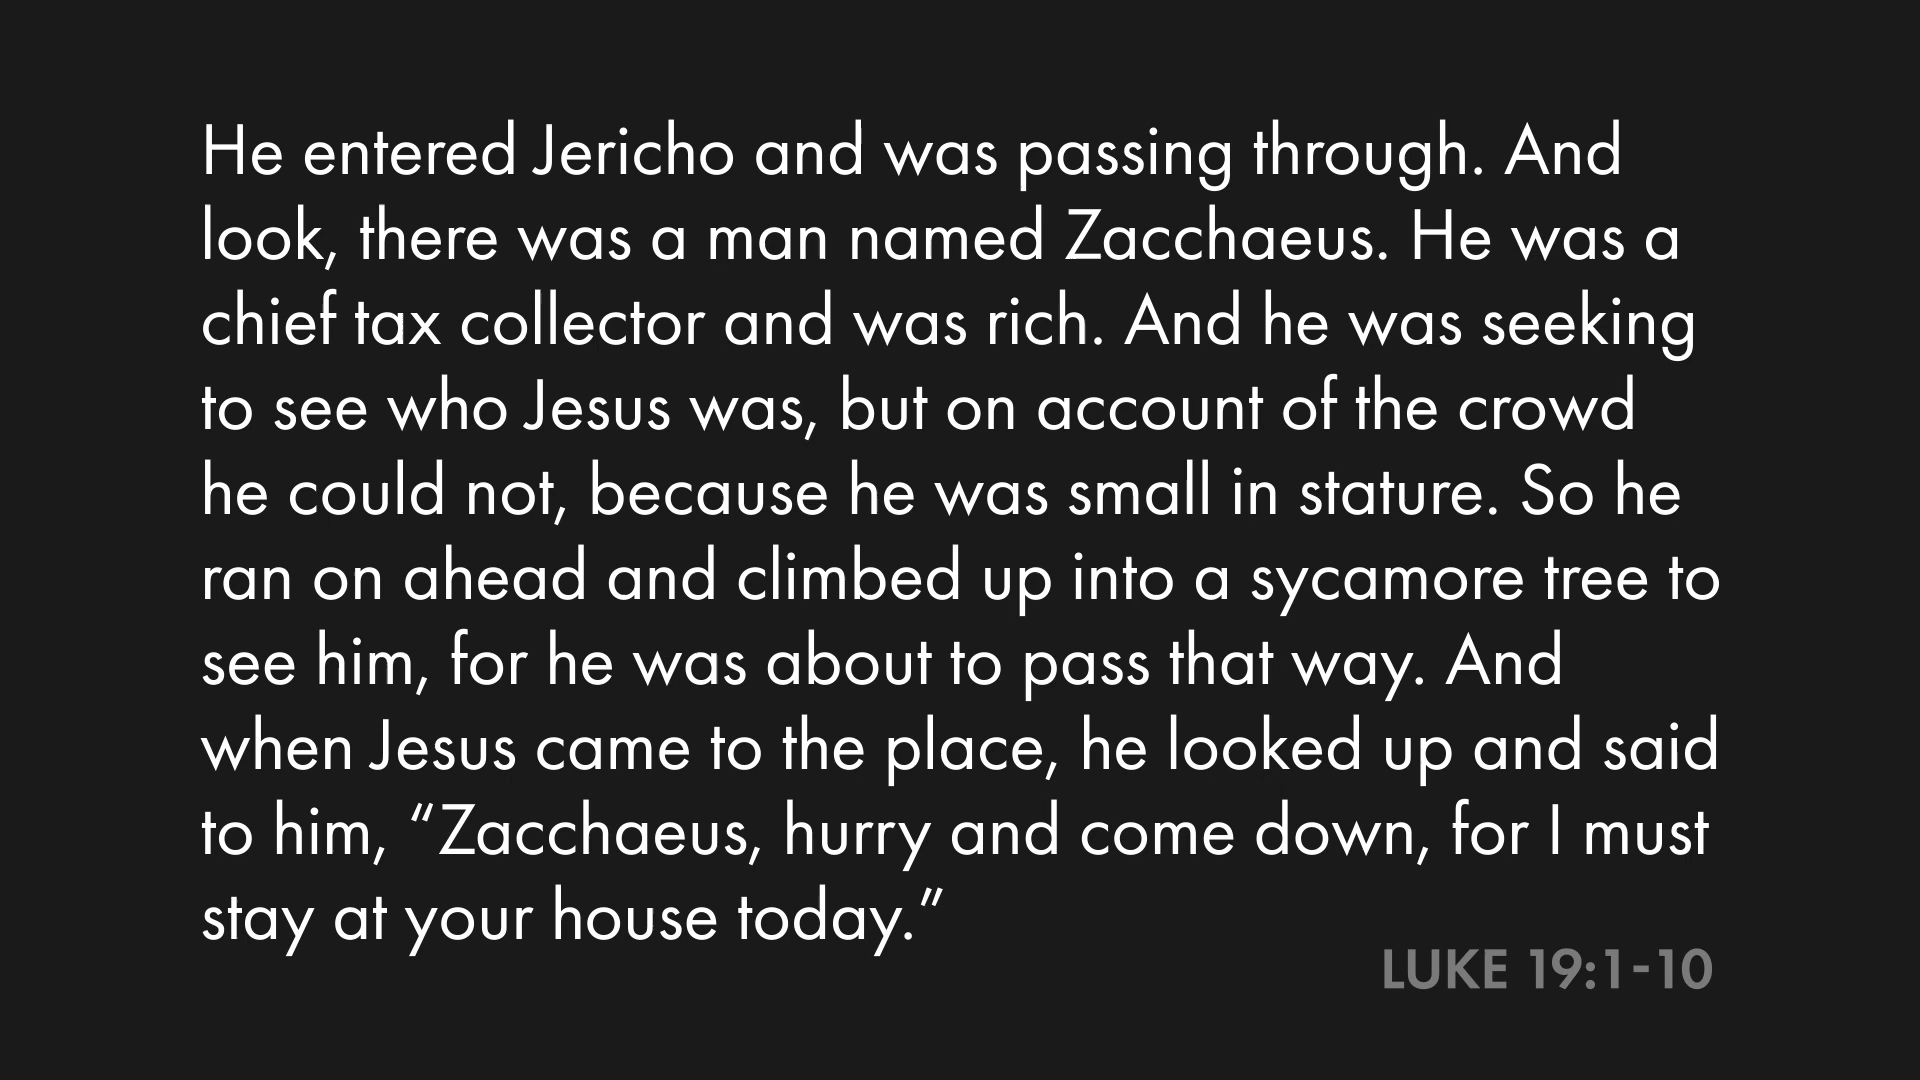 He entered Jericho and was passing through. And
look, there was a man named Zacchaeus. He was a
chief tax collector and was rich. And he was seeking
to see who Jesus was, but on account of the crowd
he could not, because he was small in stature. So he
ran on ahead and climbed up into a sycamore tree to
see him, for he was about to pass that way. And
when Jesus came to the place, he looked up and said
to him, “Zacchaeus, hurry and come down, for I must
stay at your house today.”
LUKE 19:1-10